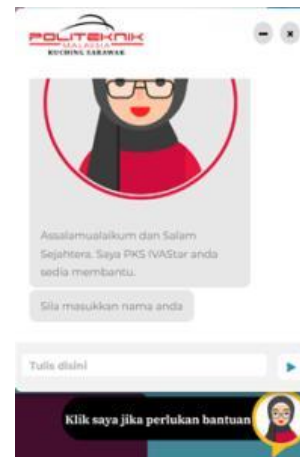 POLITEKNIK
MALAYSIA
KUCHING SARAWAK
Assalamualaikum dan Salam
Sejahtera. Saya PKS IVAStar anda
sedia membantu.
Sila masukkan nama anda
Tulis disini
Klik saya jika perlukan bantuan